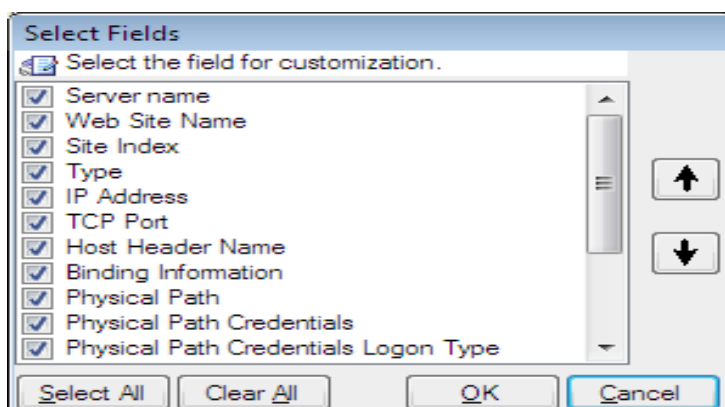 Select Fields
Select the field for customization.
Server name
Web Site Name
Site Index
Type
IP Address
TCP Port
Host Header Name
Binding Information
Physical Path
Physical Path Credentials
Physical Path Credentials Logon Type
Select All Clear All OK Cancel